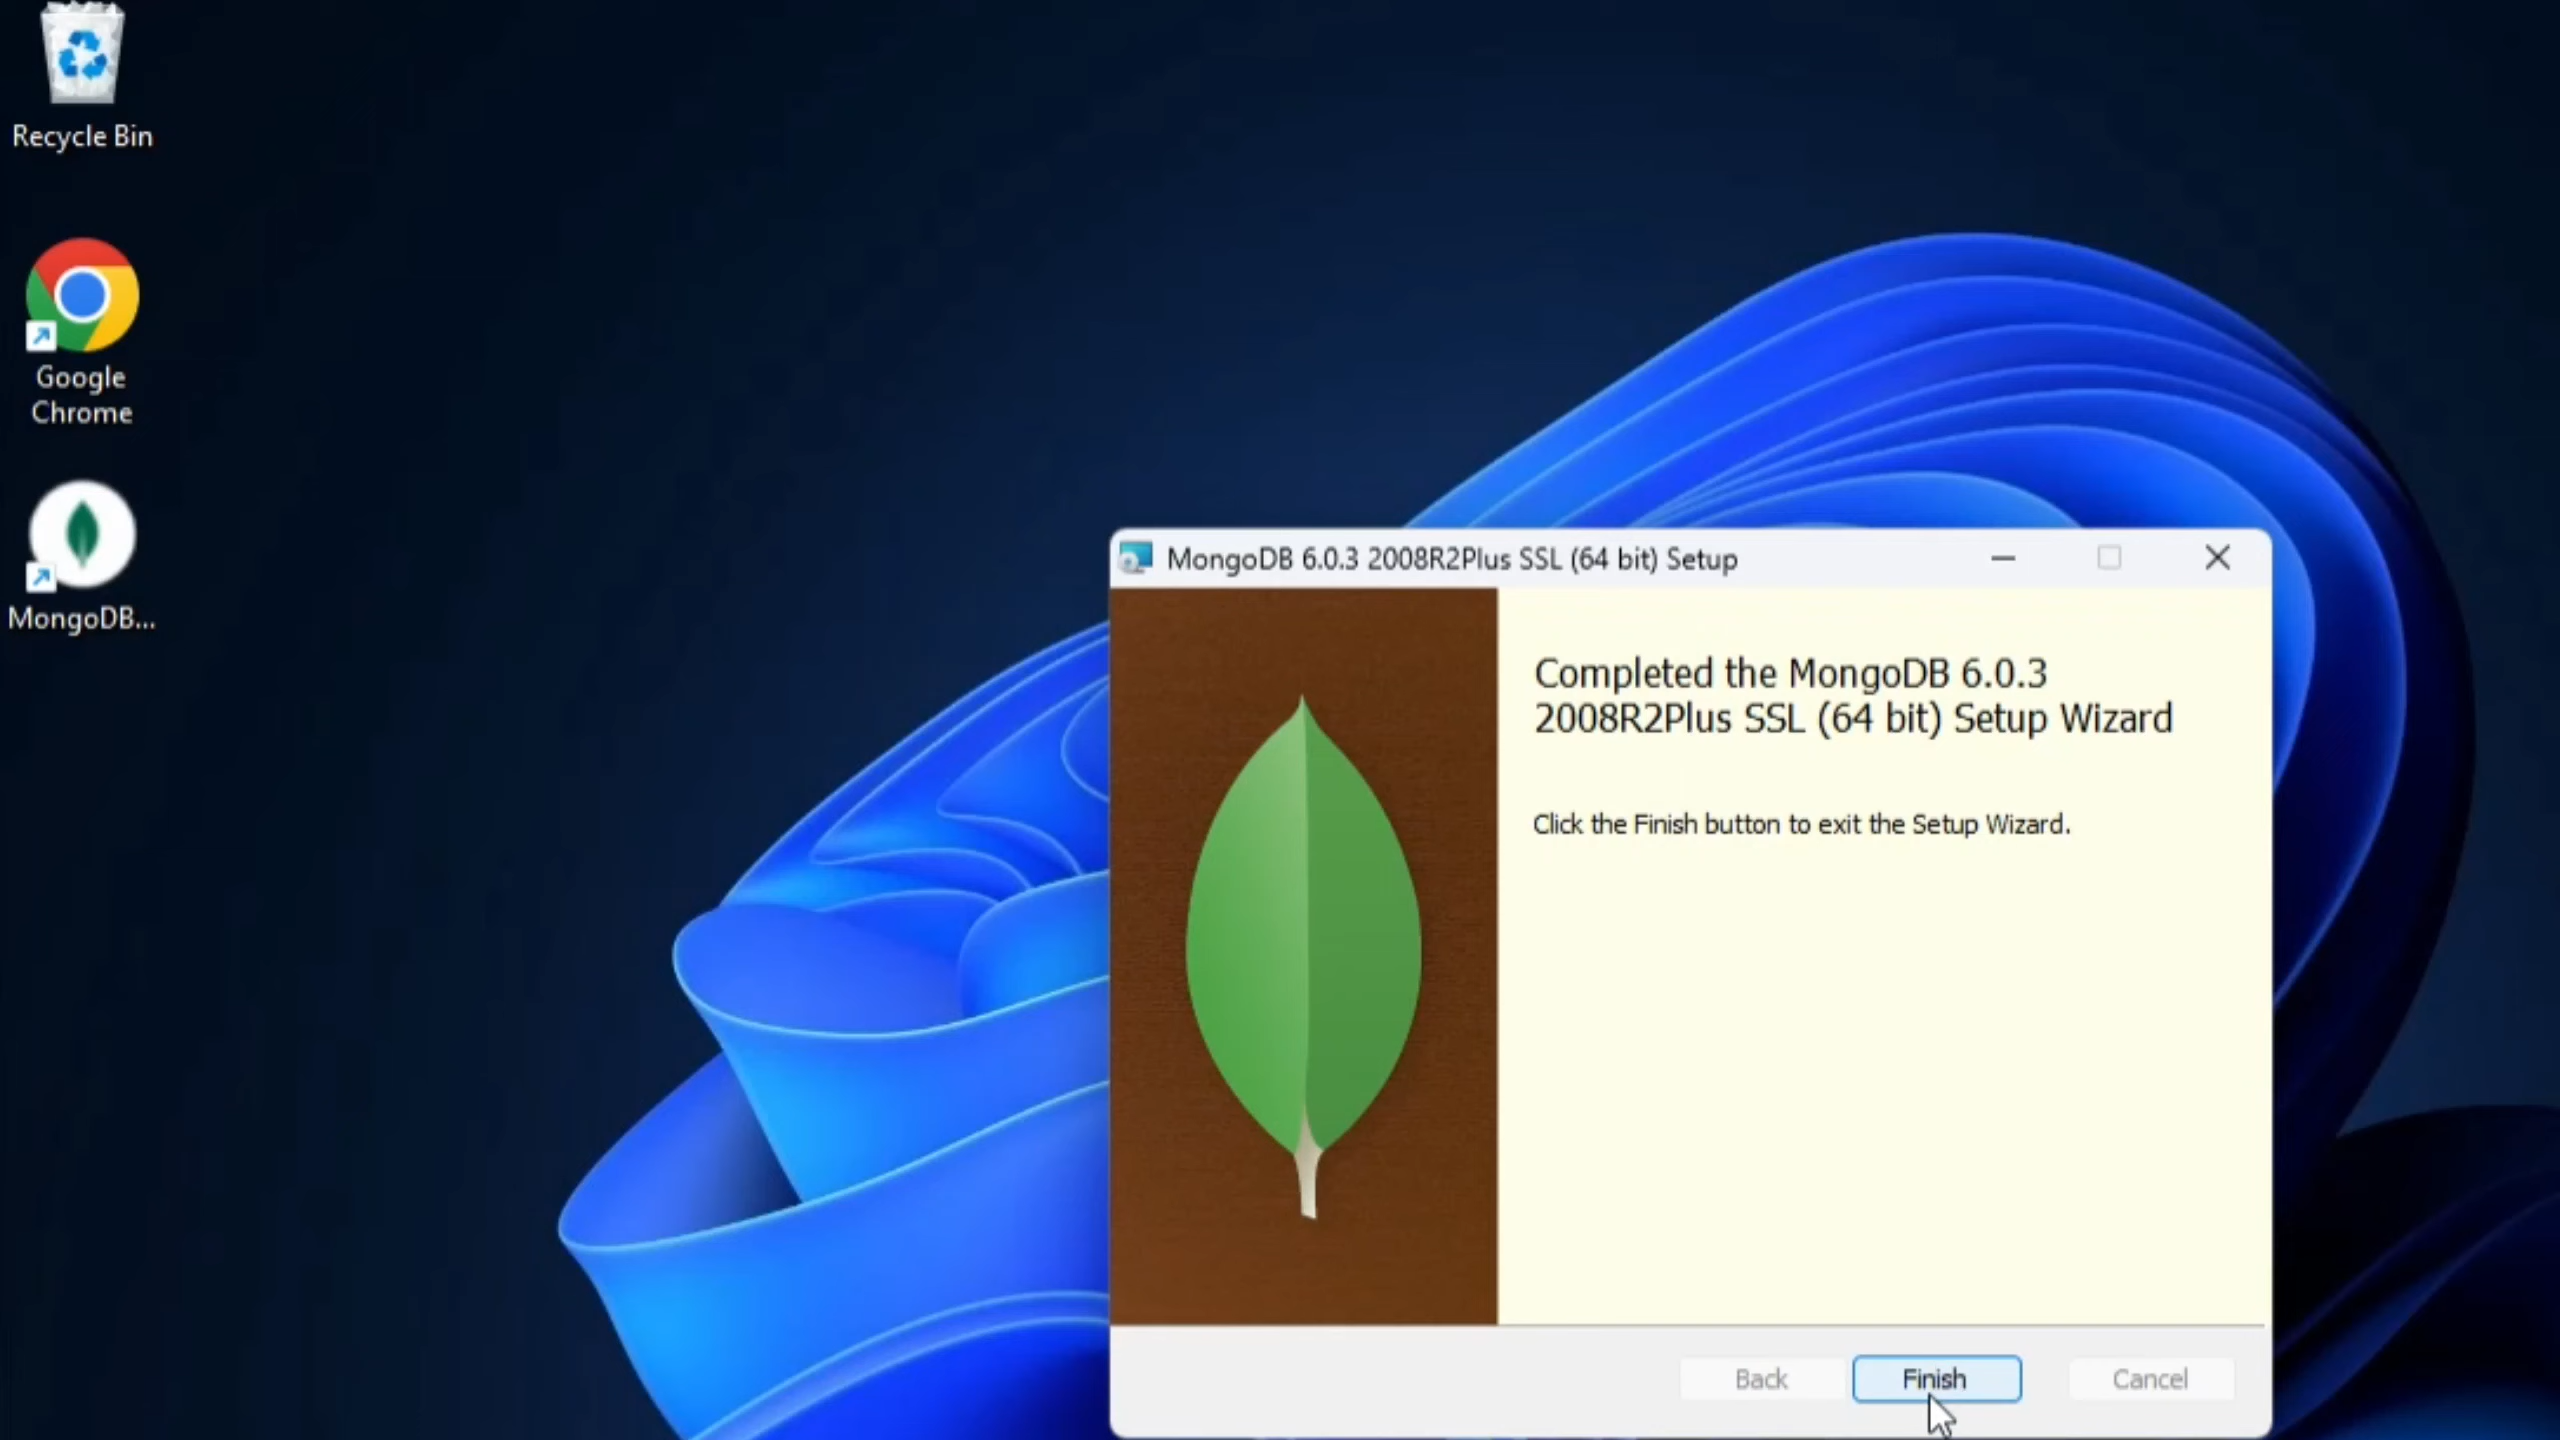 Recycle Bin
Google
Chrome
MongoDB...
MongoDB 6.0.3 2008R2Plus SSL (64 bit) Setup
Completed the MongoDB 6.0.3
2008R2Plus SSL (64 bit) Setup Wizard
Click the Finish button to exit the Setup Wizard.
Back
Finish
Cancel